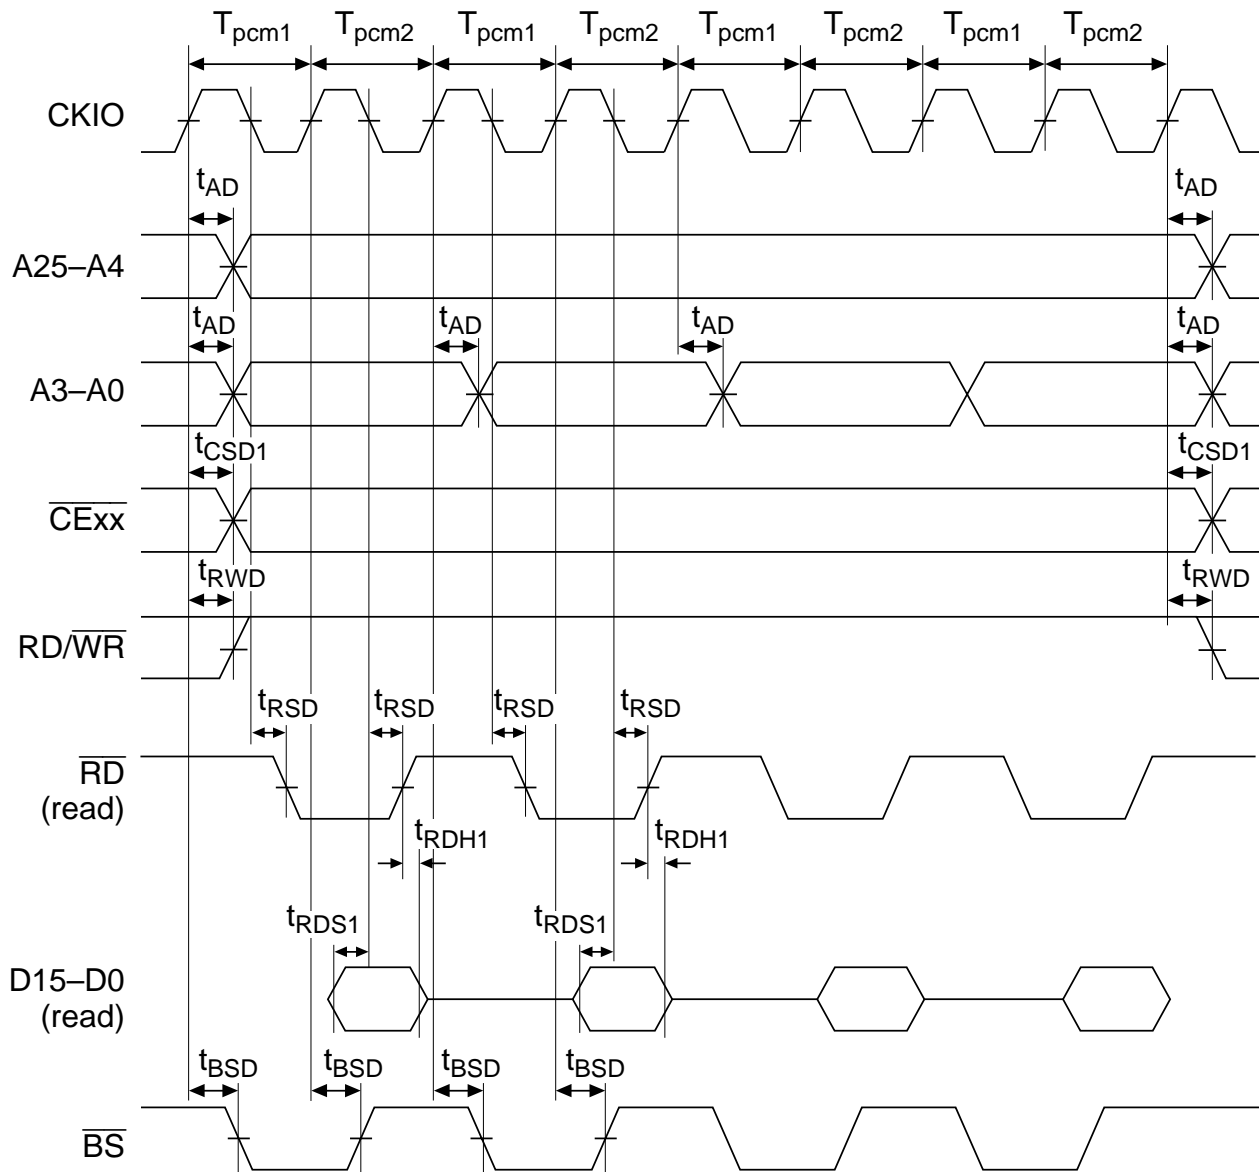 Tpcm1 Tpcm2 Tpcm1 Tpcm2 Tpcm1 Tpcm2 Tpcm1 Tpcm2
CKIO
tAD tAD
A25–A4
tAD tAD tAD tAD
A3–A0
tCSD1 tCSD1
CExx
tRWD tRWD
RD/WR
tRSD tRSD tRSD tRSD
RD
(read)
tRDH1 tRDH1
tRDS1 tRDS1
D15–D0
(read)
tBSD tBSD tBSD tBSD
BS